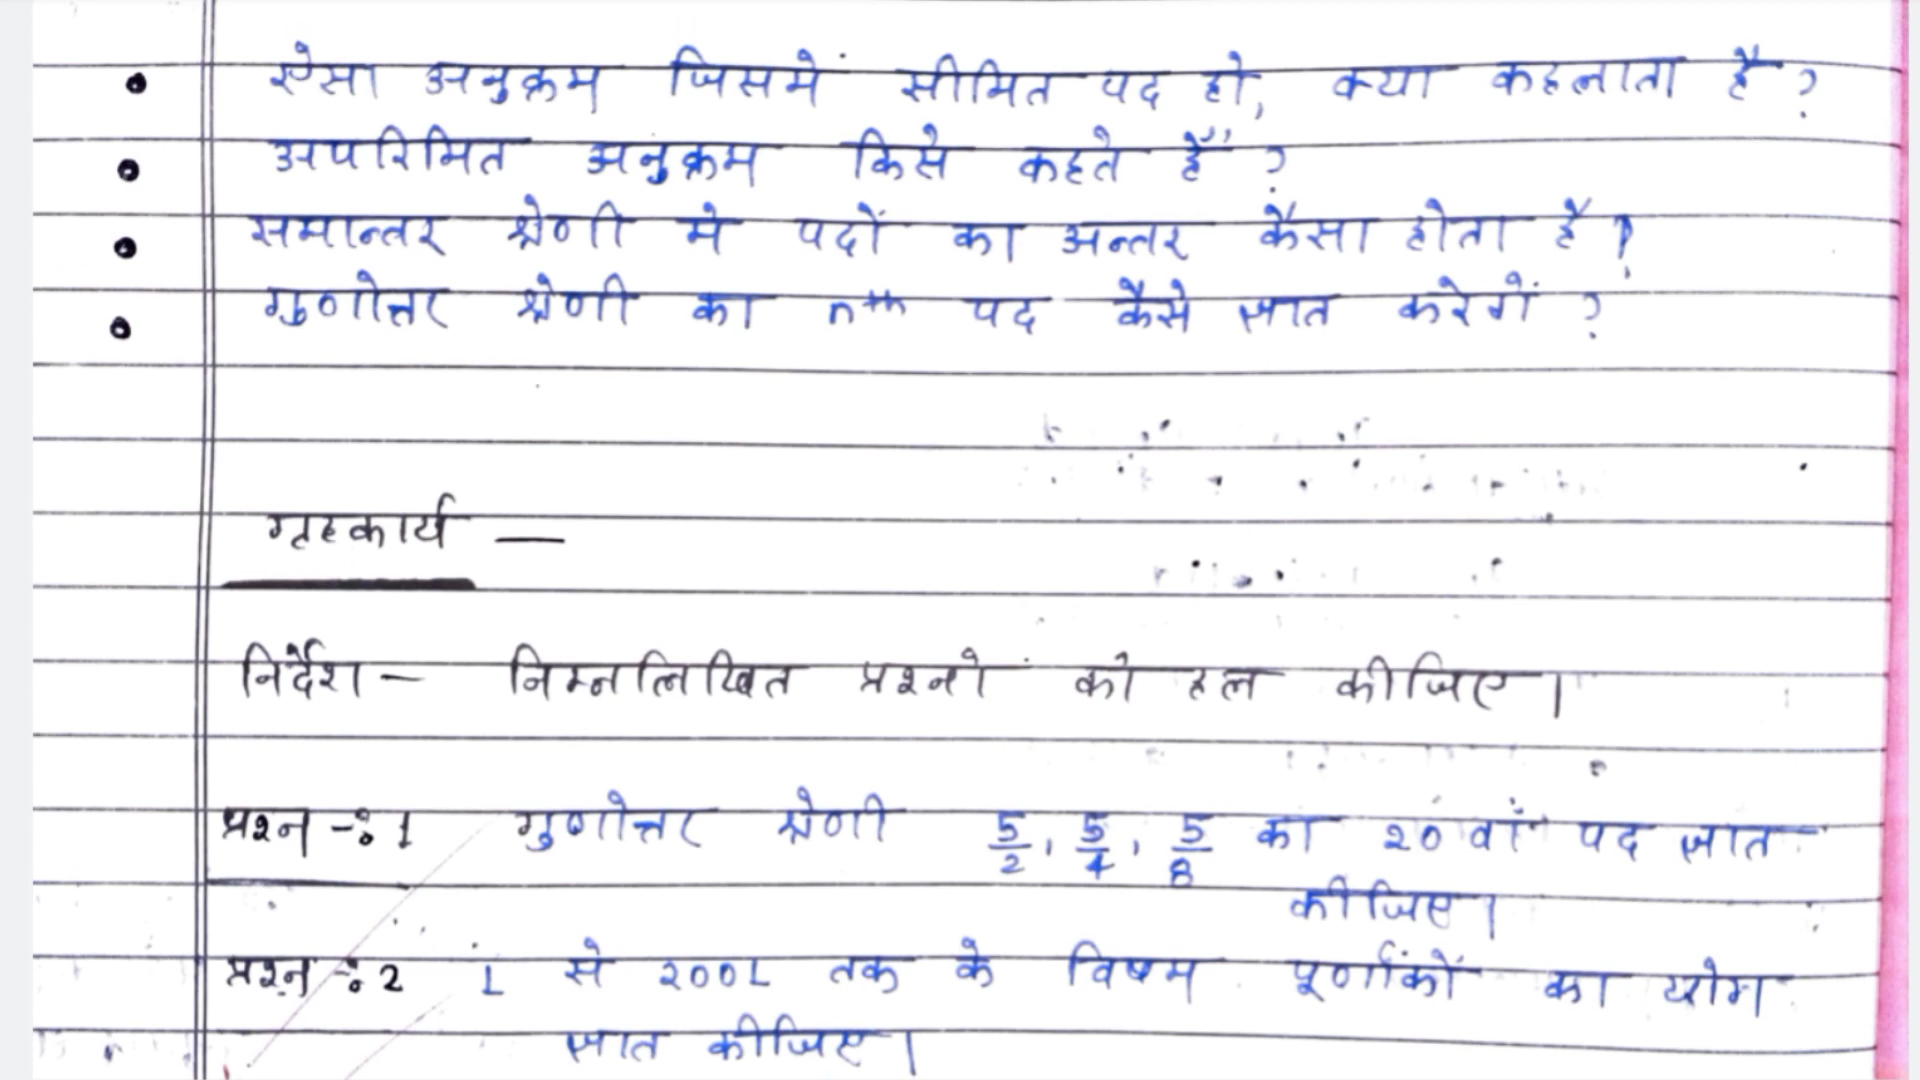 ऐसा अनुक्रम जिसमें सीमित पद हो, क्या कहलाता है ?
अपरिमित अनुक्रम किसे कहते हैं ?
समान्तर श्रेणी मे पदों का अन्तर कैसा होता है ?
गुणोत्तर श्रेणी का nth पद कैसे ज्ञात करेगें ?
गृहकार्य —
निर्देश - निम्नलिखित प्रश्नो को हल कीजिए।
प्रश्न -: 1 गुणोत्तर श्रेणी 5/2, 5/4, 5/8 का 20 वां पद ज्ञात
कीजिए।
प्रश्न -: 2 1 से 2001 तक के विषम पूर्णांकों का योग
ज्ञात कीजिए।